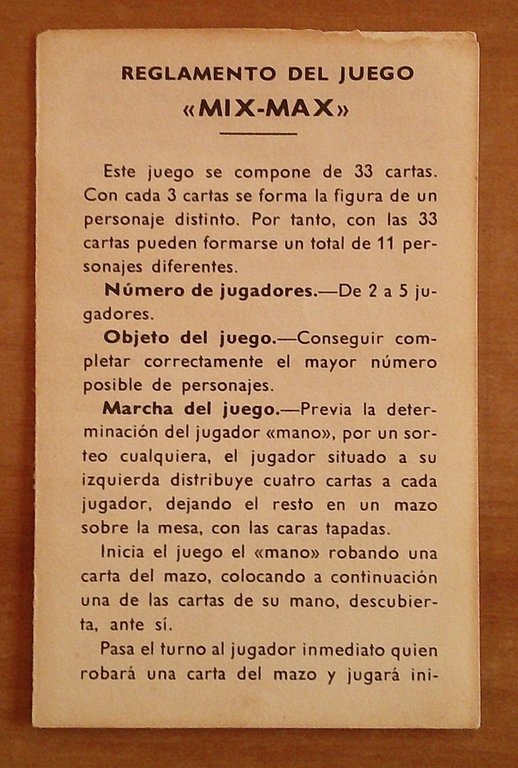 REGLAMENTO DEL JUEGO
«MIX-MAX»
Este juego se compone de 33 cartas.
Con cada 3 cartas se forma la figura de un
personaje distinto. Por tanto, con las 33
cartas pueden formarse un total de 11 per-
sonajes diferentes.
Número de jugadores.—De 2 a 5 ju-
gadores.
Objeto del juego.—Conseguir com-
pletar correctamente el mayor número
posible de personajes.
Marcha del juego.—Previa la deter-
minación del jugador «mano», por un sor-
teo cualquiera, el jugador situado a su
izquierda distribuye cuatro cartas a cada
jugador, dejando el resto en un mazo
sobre la mesa, con las caras tapadas.
Inicia el juego el «mano» robando una
carta del mazo, colocando a continuación
una de las cartas de su mano, descubier-
ta, ante sí.
Pasa el turno al jugador inmediato quien
robará una carta del mazo y jugará ini-